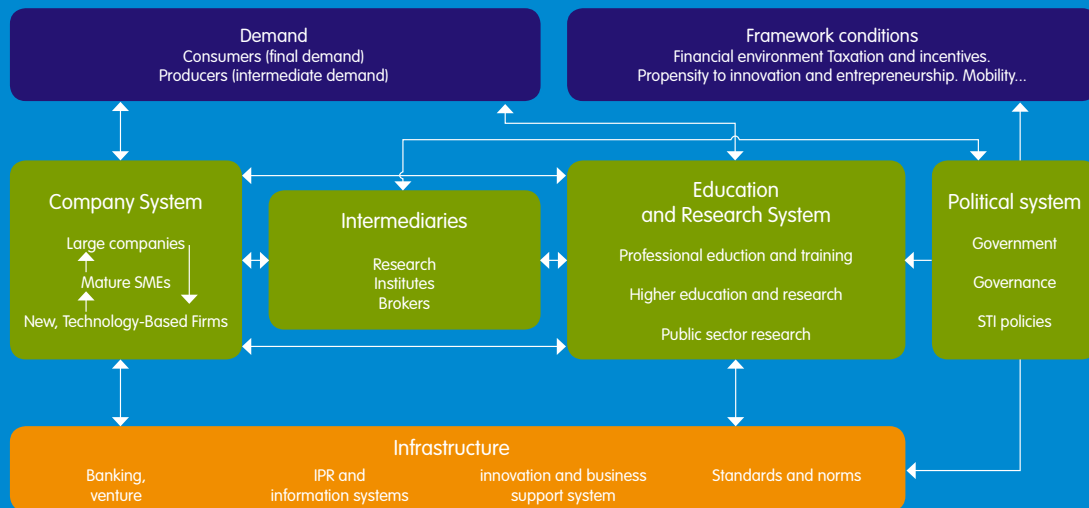 Demand
Consumers (final demand)
Producers (intermediate demand)
Framework conditions
Financial environment Taxation and incentives.
Propensity to innovation and entrepreneurship. Mobility...
Company System
Large companies
Mature SMEs
New, Technology-Based Firms
Intermediaries
Research
Institutes
Brokers
Education
and Research System
Professional eduction and training
Higher education and research
Public sector research
Political system
Government
Governance
STI policies
Infrastructure
Banking,
venture
IPR and
information systems
innovation and business
support system
Standards and norms